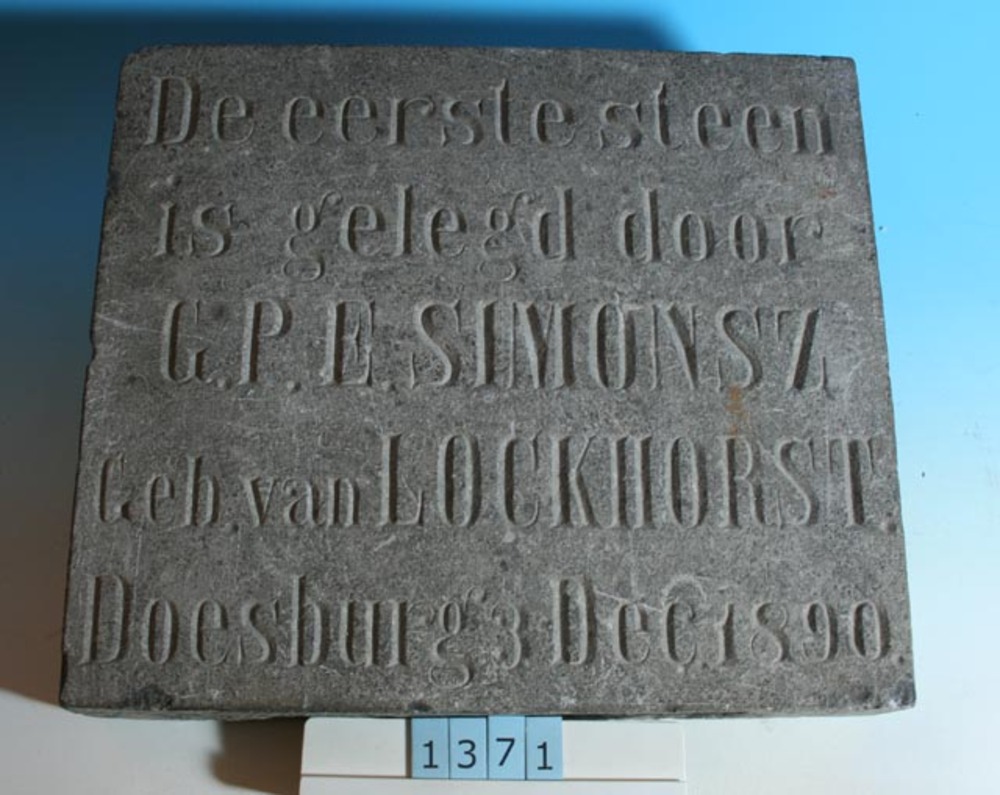 De eerste steen
is gelegd door
G.P.E. SIMONSZ
Geb. van LOCKHORST.
Doesburg 3 Dec. 1890
1371